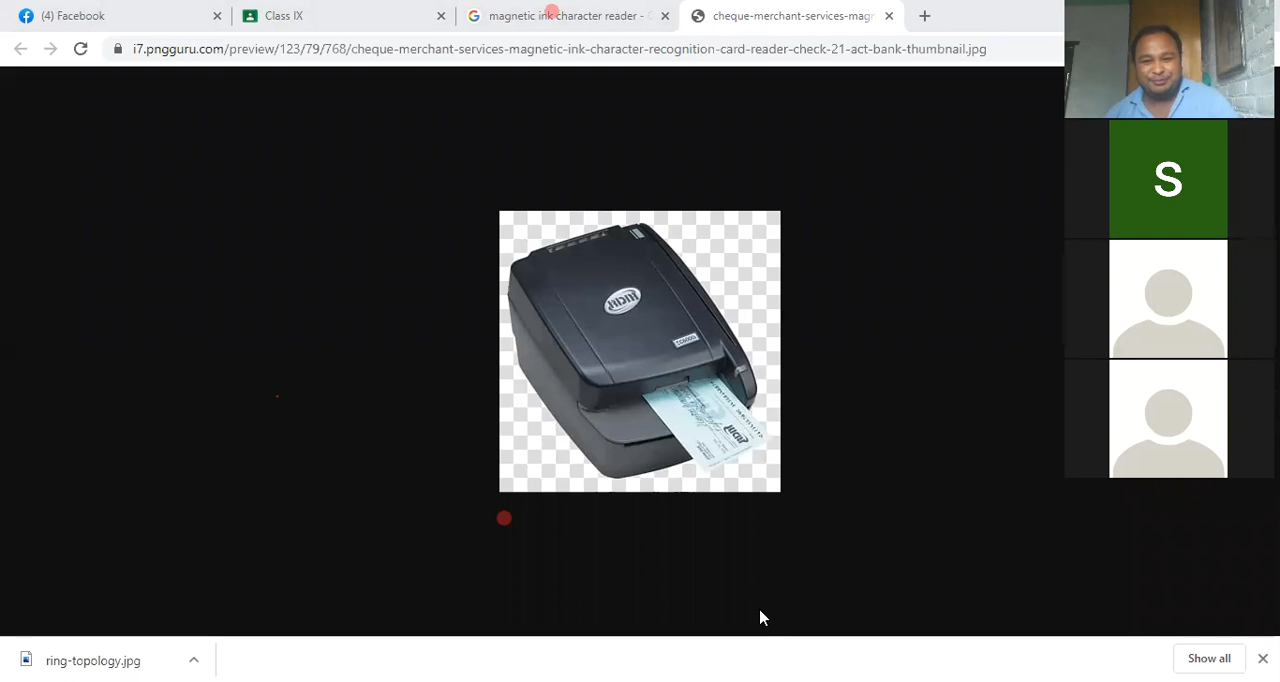 (4) Facebook
Class IX
magnetic ink character reader -
cheque-merchant-services-magn
i7.pngguru.com/preview/123/79/768/cheque-merchant-services-magnetic-ink-character-recognition-card-reader-check-21-act-bank-thumbnail.jpg
S
ring-topology.jpg
Show all